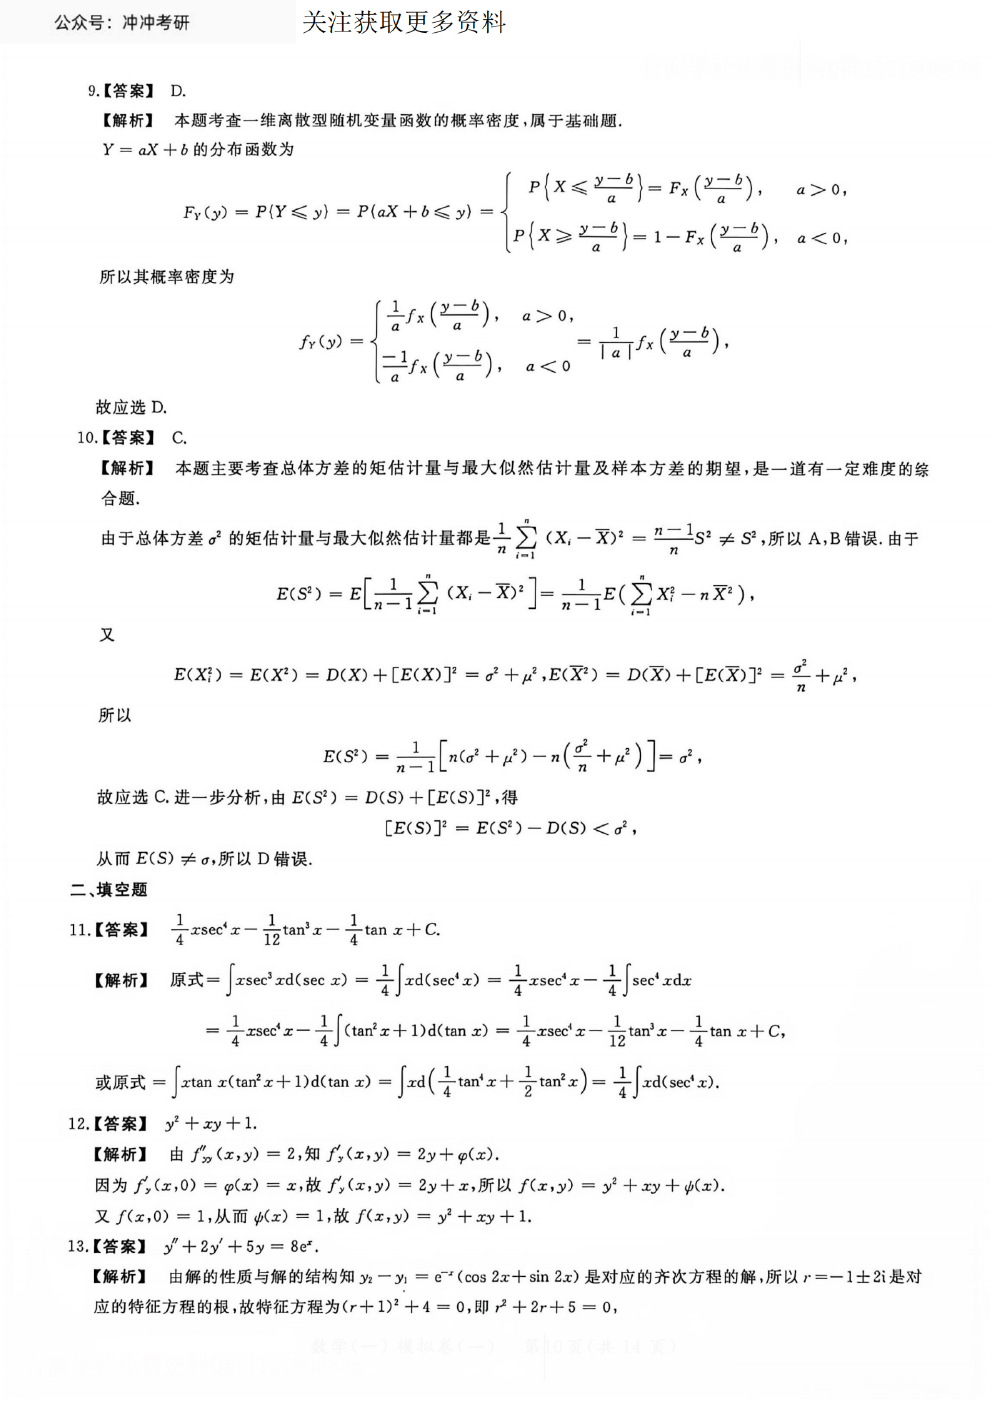 公众号：冲冲考研
关注获取更多资料
9.【答案】 D.
【解析】 本题考查一维离散型随机变量函数的概率密度,属于基础题.
Y = aX + b 的分布函数为
F_Y(y) = P{Y ≤ y} = P{aX + b ≤ y} = { P{X ≤ (y−b)/a} = F_X((y−b)/a), a > 0,
P{X ≥ (y−b)/a} = 1 − F_X((y−b)/a), a < 0,
所以其概率密度为
f_Y(y) = { (1/a) f_X((y−b)/a), a > 0,
(−1/a) f_X((y−b)/a), a < 0 = (1/|a|) f_X((y−b)/a),
故应选 D.
10.【答案】 C.
【解析】 本题主要考查总体方差的矩估计量与最大似然估计量及样本方差的期望,是一道有一定难度的综
合题.
由于总体方差 σ² 的矩估计量与最大似然估计量都是 (1/n) ∑_{i=1}^{n} (X_i − X̄)² = ((n−1)/n) S² ≠ S²,所以 A,B 错误.由于
E(S²) = E[(1/(n−1)) ∑_{i=1}^{n} (X_i − X̄)²] = (1/(n−1)) E(∑_{i=1}^{n} X_i² − nX̄²),
又
E(X_i²) = E(X²) = D(X) + [E(X)]² = σ² + μ²,E(X̄²) = D(X̄) + [E(X̄)]² = σ²/n + μ²,
所以
E(S²) = (1/(n−1)) [n(σ² + μ²) − n(σ²/n + μ²)] = σ²,
故应选 C.进一步分析,由 E(S²) = D(S) + [E(S)]²,得
[E(S)]² = E(S²) − D(S) < σ²,
从而 E(S) ≠ σ,所以 D 错误.
二、填空题
11.【答案】 (1/4)x sec⁴x − (1/12)tan³x − (1/4)tan x + C.
【解析】 原式 = ∫x sec³x d(sec x) = (1/4)∫x d(sec⁴x) = (1/4)x sec⁴x − (1/4)∫sec⁴x dx
= (1/4)x sec⁴x − (1/4)∫(tan²x + 1)d(tan x) = (1/4)x sec⁴x − (1/12)tan³x − (1/4)tan x + C,
或原式 = ∫x tan x(tan²x + 1)d(tan x) = ∫x d((1/4)tan⁴x + (1/2)tan²x) = (1/4)∫x d(sec⁴x).
12.【答案】 y² + xy + 1.
【解析】 由 f″_yy(x,y) = 2,知 f′_y(x,y) = 2y + φ(x).
因为 f′_y(x,0) = φ(x) = x,故 f′_y(x,y) = 2y + x,所以 f(x,y) = y² + xy + ψ(x).
又 f(x,0) = 1,从而 ψ(x) = 1,故 f(x,y) = y² + xy + 1.
13.【答案】 y″ + 2y′ + 5y = 8eˣ.
【解析】 由解的性质与解的结构知 y₂ − y₁ = e⁻ˣ(cos 2x + sin 2x) 是对应的齐次方程的解,所以 r = −1 ± 2i 是对
应的特征方程的根,故特征方程为(r + 1)² + 4 = 0,即 r² + 2r + 5 = 0,
数学(一)模拟卷(一) 第10页(共14页)